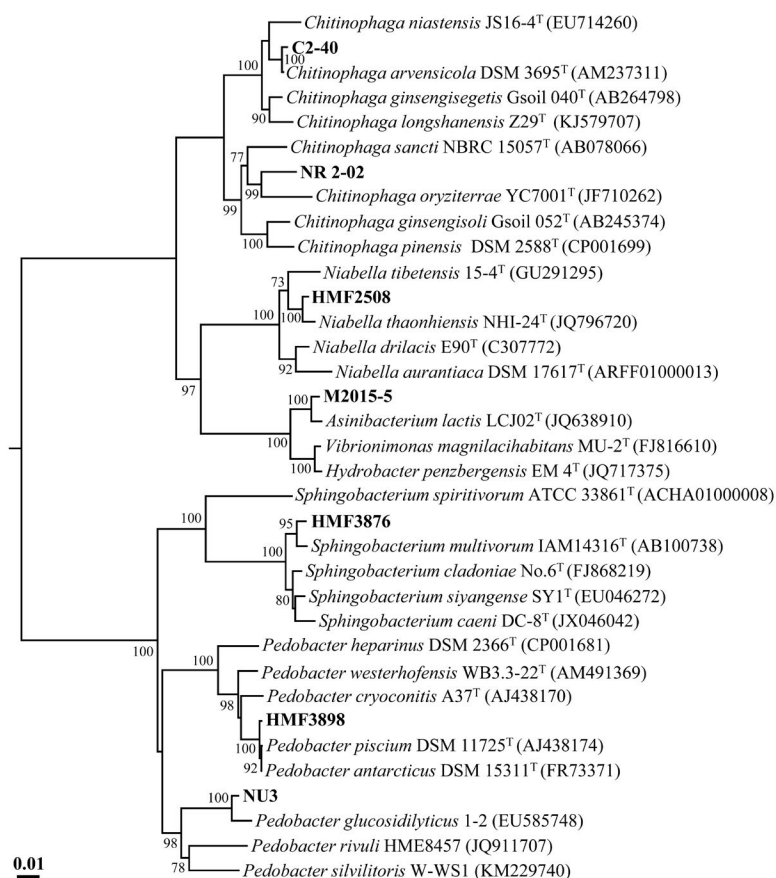 Chitinophaga niastensis JS16-4T (EU714260)
C2-40
100
100
Chitinophaga arvensicola DSM 3695T (AM237311)
Chitinophaga ginsengisegetis Gsoil 040T (AB264798)
90
Chitinophaga longshanensis Z29T (KJ579707)
Chitinophaga sancti NBRC 15057T (AB078066)
77
NR 2-02
99
Chitinophaga oryziterrae YC7001T (JF710262)
99
Chitinophaga ginsengisoli Gsoil 052T (AB245374)
100
Chitinophaga pinensis DSM 2588T (CP001699)
Niabella tibetensis 15-4T (GU291295)
73
HMF2508
100
100
Niabella thaonhiensis NHI-24T (JQ796720)
Niabella drilacis E90T (C307772)
92
Niabella aurantiaca DSM 17617T (ARFF01000013)
97
M2015-5
100
Asinibacterium lactis LCJ02T (JQ638910)
100
Vibrionimonas magnilacihabitans MU-2T (FJ816610)
100
Hydrobacter penzbergensis EM 4T (JQ717375)
Sphingobacterium spiritivorum ATCC 33861T (ACHA01000008)
100
95
HMF3876
Sphingobacterium multivorum IAM14316T (AB100738)
100
Sphingobacterium cladoniae No.6T (FJ868219)
80
Sphingobacterium siyangense SY1T (EU046272)
Sphingobacterium caeni DC-8T (JX046042)
Pedobacter heparinus DSM 2366T (CP001681)
100
100
Pedobacter westerhofensis WB3.3-22T (AM491369)
Pedobacter cryoconitis A37T (AJ438170)
98
HMF3898
100
Pedobacter piscium DSM 11725T (AJ438174)
92
Pedobacter antarcticus DSM 15311T (FR73371)
100
NU3
Pedobacter glucosidilyticus 1-2 (EU585748)
98
Pedobacter rivuli HME8457 (JQ911707)
0.01
78
Pedobacter silvilitoris W-WS1 (KM229740)